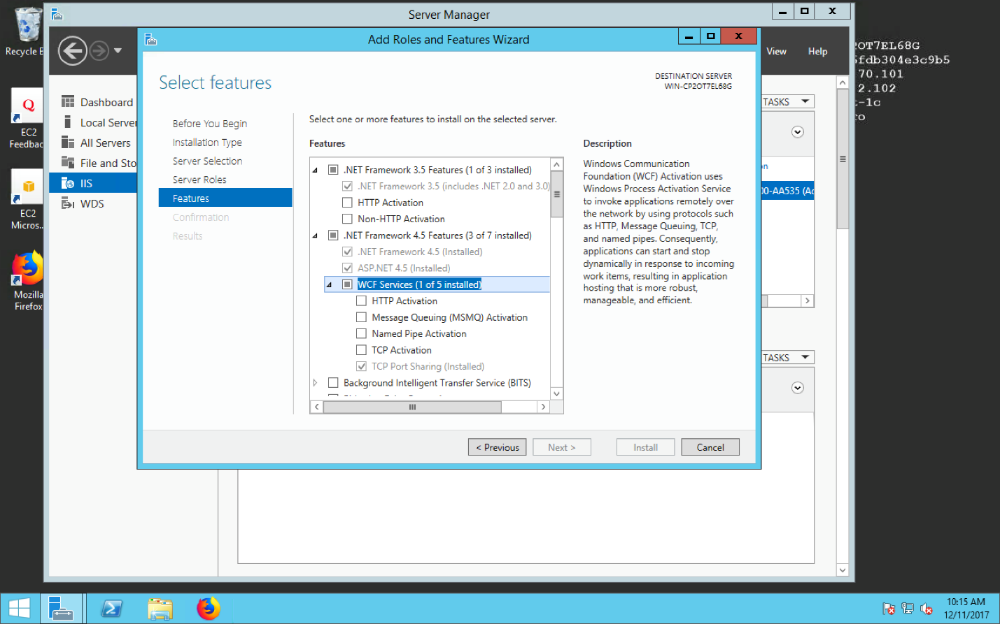 Server Manager
Recycle
EC2
Feedbac
EC2
Micros...
Mozilla
Firefox
View
Help
Dashboard
Local Server
All Servers
File and Sto
IIS
WDS
Add Roles and Features Wizard
Select features
DESTINATION SERVER
WIN-CP2OT7EL68G
Before You Begin
Installation Type
Server Selection
Server Roles
Features
Confirmation
Results
Select one or more features to install on the selected server.
Features
.NET Framework 3.5 Features (1 of 3 installed)
.NET Framework 3.5 (includes .NET 2.0 and 3.0)
HTTP Activation
Non-HTTP Activation
.NET Framework 4.5 Features (3 of 7 installed)
.NET Framework 4.5 (Installed)
ASP.NET 4.5 (Installed)
WCF Services (1 of 5 installed)
HTTP Activation
Message Queuing (MSMQ) Activation
Named Pipe Activation
TCP Activation
TCP Port Sharing (Installed)
Background Intelligent Transfer Service (BITS)
Description
Windows Communication
Foundation (WCF) Activation uses
Windows Process Activation Service
to invoke applications remotely over
the network by using protocols such
as HTTP, Message Queuing, TCP,
and named pipes. Consequently,
applications can start and stop
dynamically in response to incoming
work items, resulting in application
hosting that is more robust,
manageable, and efficient.
< Previous
Next >
Install
Cancel
TASKS
on
00-AA535 (Ac
TASKS
OT7EL68G
fdb304e3c9b5
70.101
2.102
-1c
ro
10:15 AM
12/11/2017